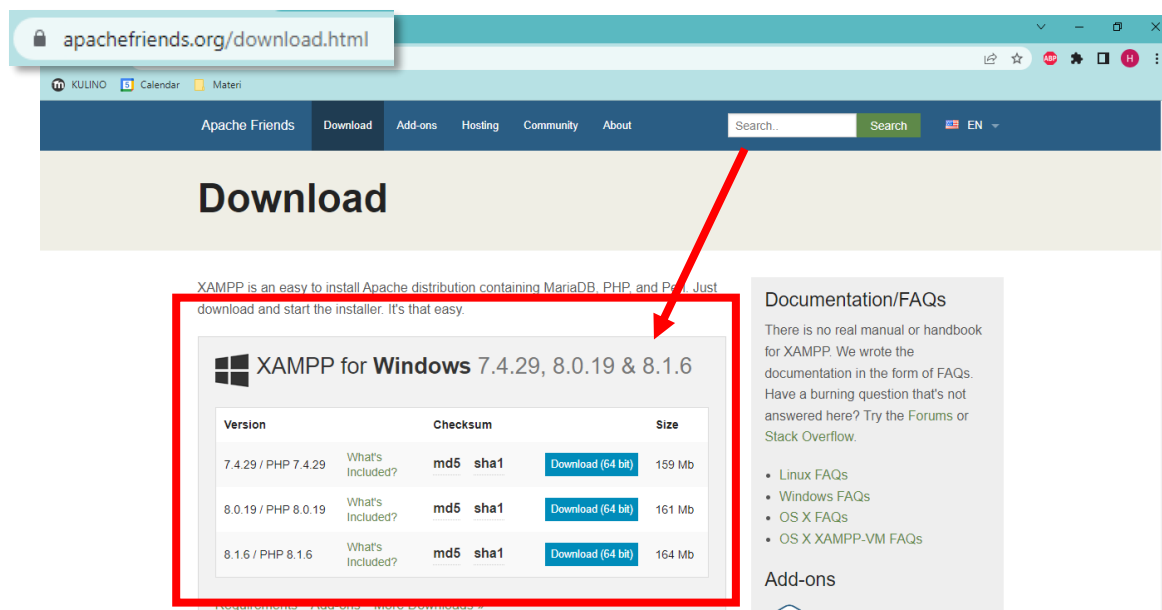 apachefriends.org/download.html
ABP
H
KULINO
5 Calendar
Materi
Apache Friends Download Add-ons Hosting Community About Search.. Search EN
Download
XAMPP is an easy to install Apache distribution containing MariaDB, PHP, and Perl. Just
download and start the installer. It's that easy.
XAMPP for Windows 7.4.29, 8.0.19 & 8.1.6
Version Checksum Size
7.4.29 / PHP 7.4.29 What's Included? md5 sha1 Download (64 bit) 159 Mb
8.0.19 / PHP 8.0.19 What's Included? md5 sha1 Download (64 bit) 161 Mb
8.1.6 / PHP 8.1.6 What's Included? md5 sha1 Download (64 bit) 164 Mb
Requirements Add-ons More Downloads »
Documentation/FAQs
There is no real manual or handbook
for XAMPP. We wrote the
documentation in the form of FAQs.
Have a burning question that's not
answered here? Try the Forums or
Stack Overflow.
Linux FAQs
Windows FAQs
OS X FAQs
OS X XAMPP-VM FAQs
Add-ons